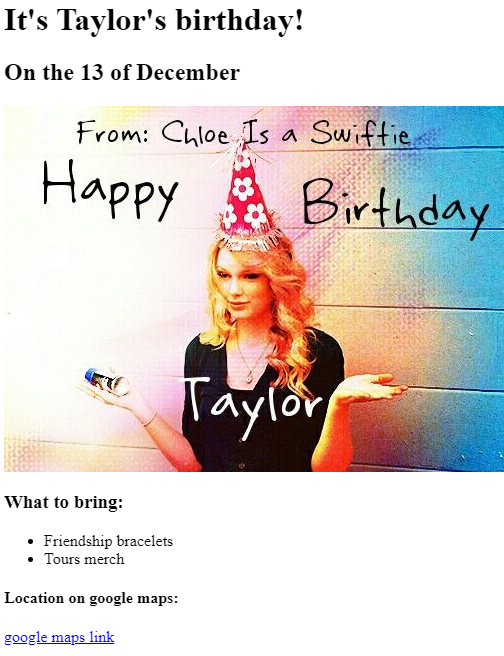 It's Taylor's birthday!
On the 13 of December
From: Chloe Is a Swiftie
Happy Birthday
Taylor
What to bring:
Friendship bracelets
Tours merch
Location on google maps:
google maps link